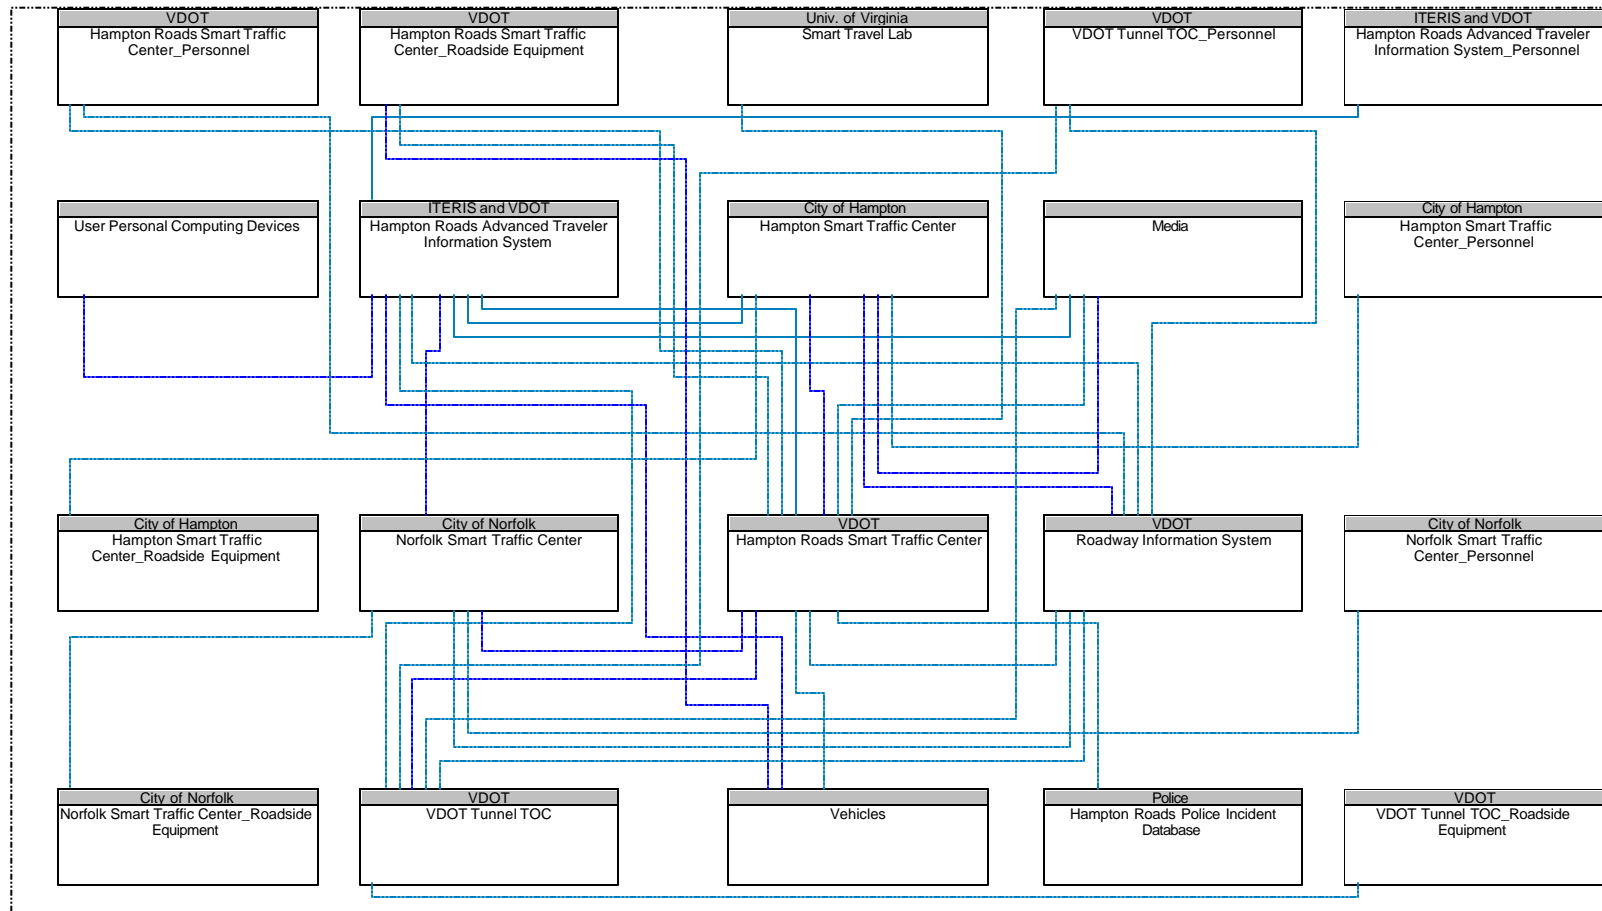 VDOT
Hampton Roads Smart Traffic
Center_Personnel
VDOT
Hampton Roads Smart Traffic
Center_Roadside Equipment
Univ. of Virginia
Smart Travel Lab
VDOT
VDOT Tunnel TOC_Personnel
ITERIS and VDOT
Hampton Roads Advanced Traveler
Information System_Personnel
User Personal Computing Devices
ITERIS and VDOT
Hampton Roads Advanced Traveler
Information System
City of Hampton
Hampton Smart Traffic Center
Media
City of Hampton
Hampton Smart Traffic
Center_Personnel
City of Hampton
Hampton Smart Traffic
Center_Roadside Equipment
City of Norfolk
Norfolk Smart Traffic Center
VDOT
Hampton Roads Smart Traffic Center
VDOT
Roadway Information System
City of Norfolk
Norfolk Smart Traffic
Center_Personnel
City of Norfolk
Norfolk Smart Traffic Center_Roadside
Equipment
VDOT
VDOT Tunnel TOC
Vehicles
Police
Hampton Roads Police Incident
Database
VDOT
VDOT Tunnel TOC_Roadside
Equipment